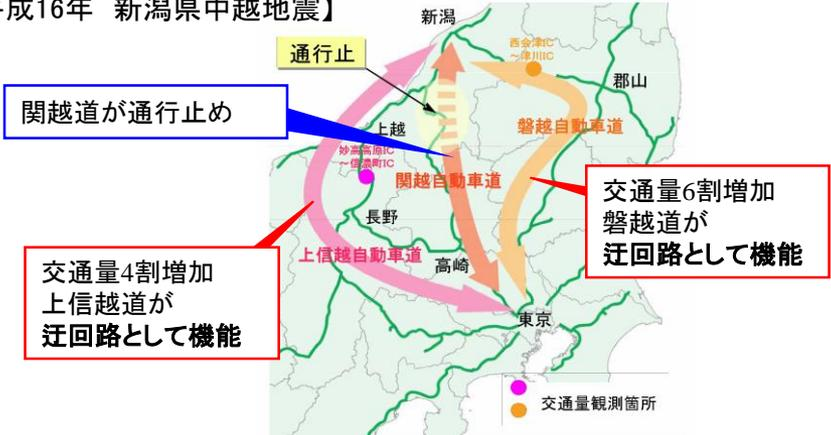 成16年 新潟県中越地震】
新潟
通行止
西会津IC
～津川IC
郡山
関越道が通行止め
上越
磐越自動車道
妙高高原IC
～信濃町IC
関越自動車道
交通量6割増加
磐越道が
迂回路として機能
長野
上信越自動車道
高崎
交通量4割増加
上信越道が
迂回路として機能
東京
交通量観測箇所